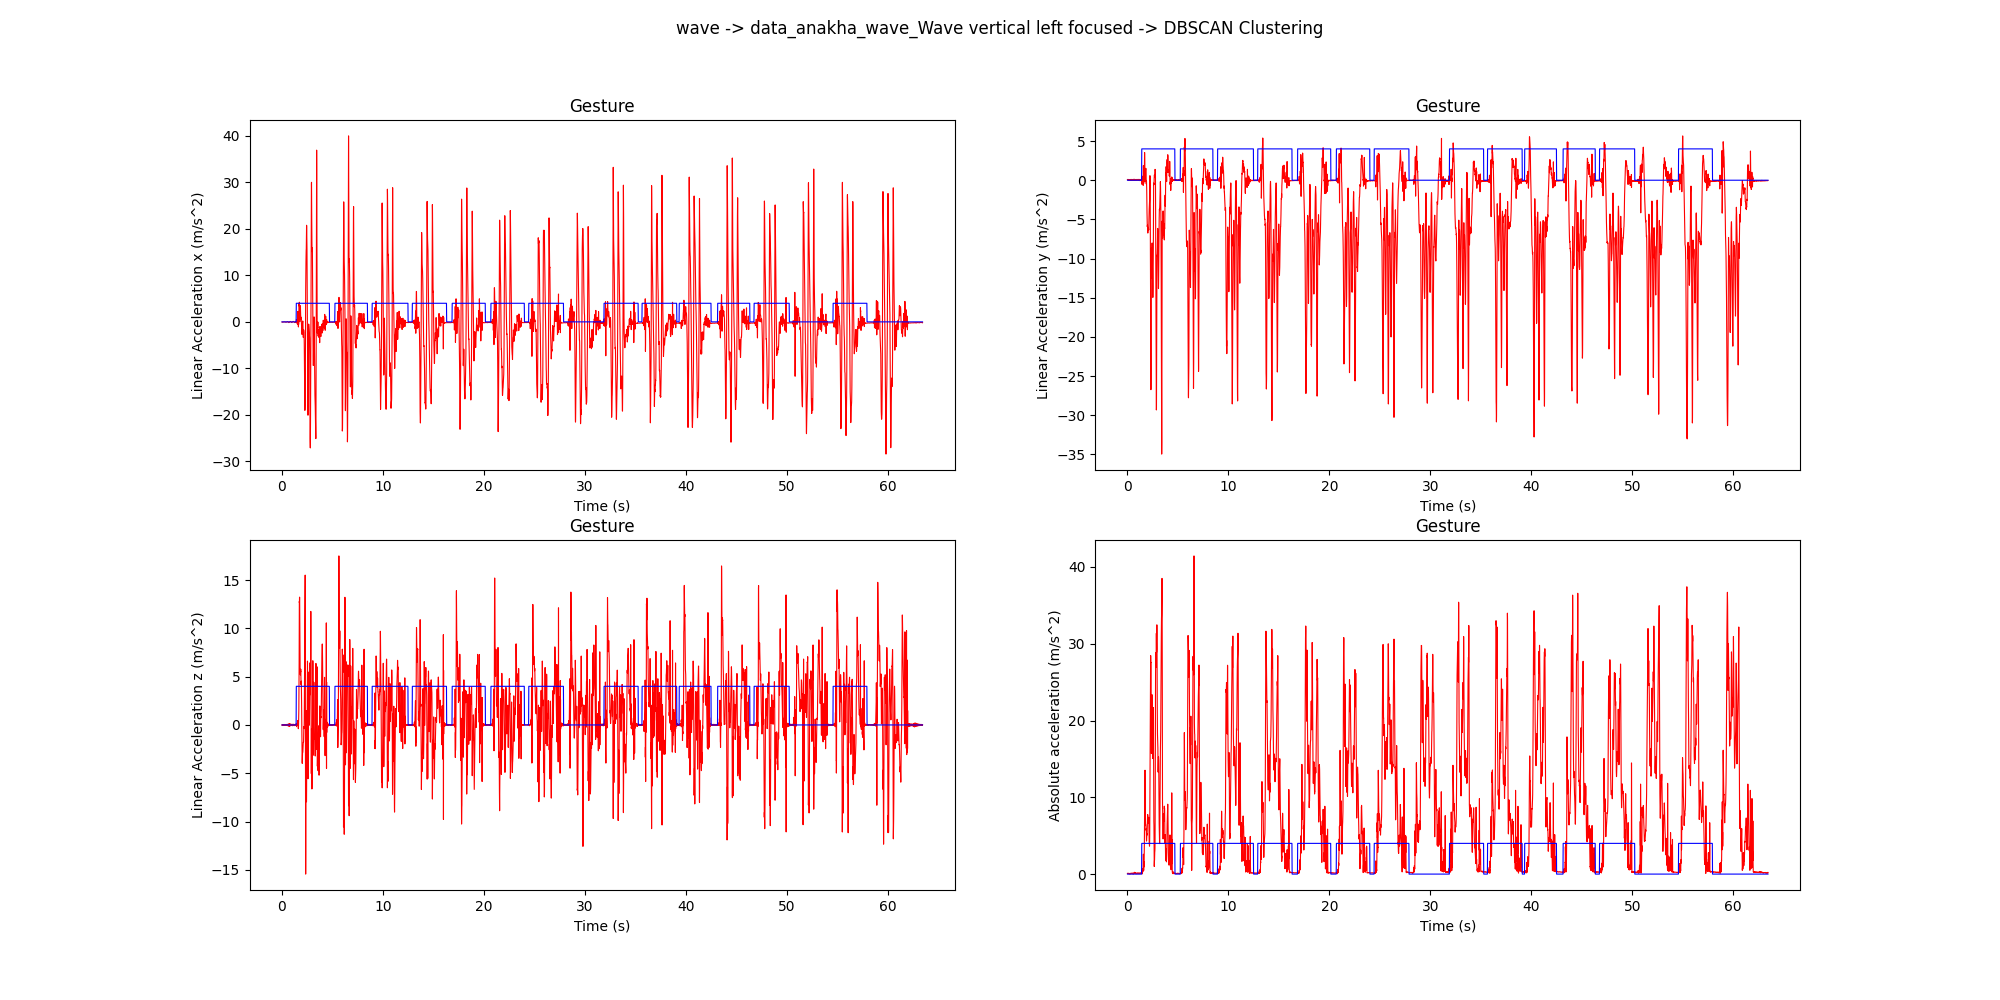 wave -> data_anakha_wave_Wave vertical left focused -> DBSCAN Clustering
Gesture
Linear Acceleration x (m/s^2)
40
30
20
10
0
−10
−20
−30
0 10 20 30 40 50 60
Time (s)
Gesture
Linear Acceleration y (m/s^2)
5
0
−5
−10
−15
−20
−25
−30
−35
0 10 20 30 40 50 60
Time (s)
Gesture
Linear Acceleration z (m/s^2)
15
10
5
0
−5
−10
−15
0 10 20 30 40 50 60
Time (s)
Gesture
Absolute acceleration (m/s^2)
40
30
20
10
0
0 10 20 30 40 50 60
Time (s)